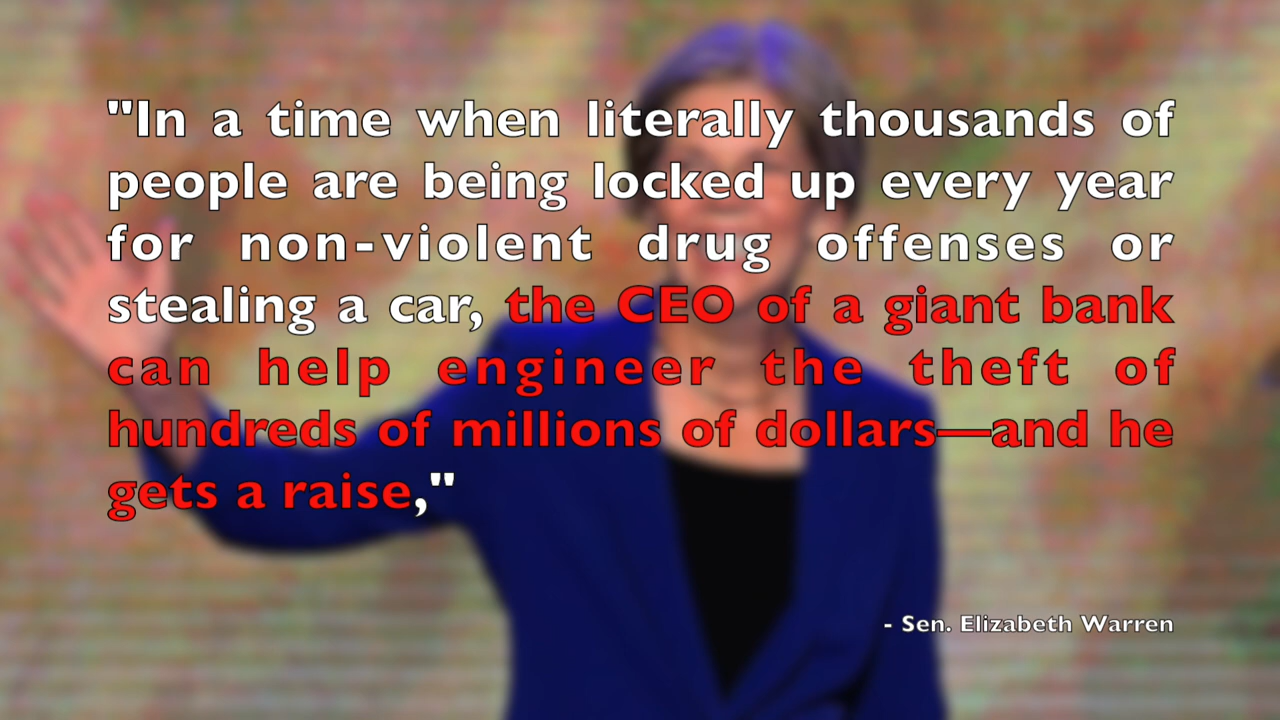 "In a time when literally thousands of
people are being locked up every year
for non-violent drug offenses or
stealing a car, the CEO of a giant bank
can help engineer the theft of
hundreds of millions of dollars—and he
gets a raise,"
- Sen. Elizabeth Warren